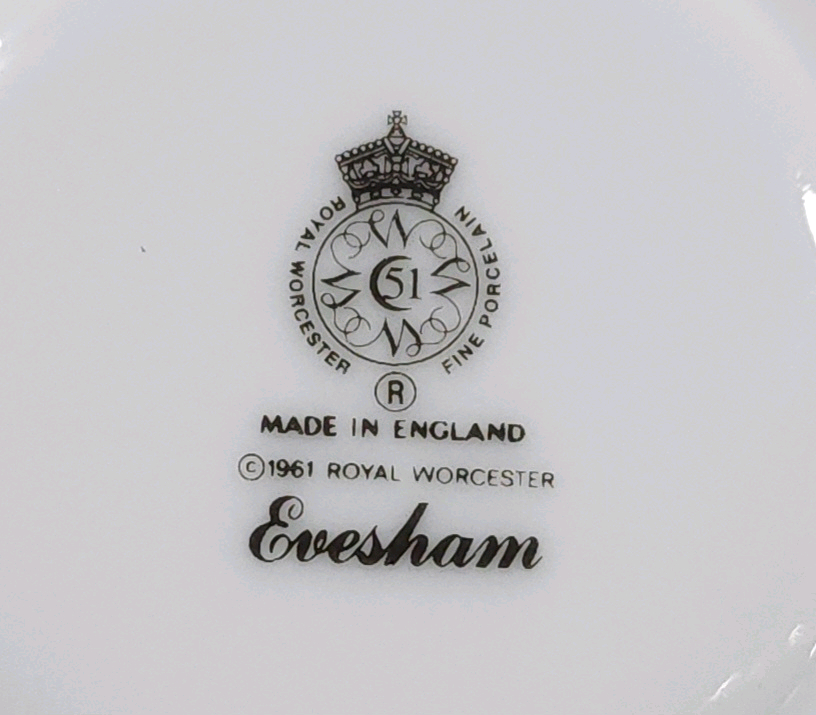 ROYAL WORCESTER
FINE PORCELAIN
51
R
MADE IN ENGLAND
©1961 ROYAL WORCESTER
Evesham